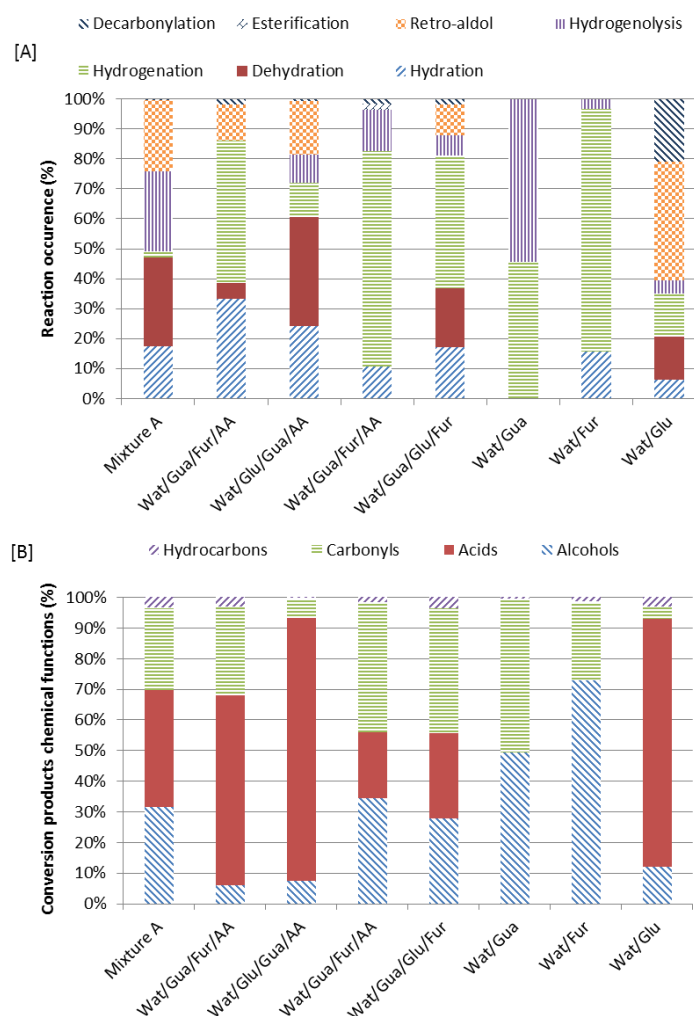 Decarbonylation Esterification Retro-aldol Hydrogenolysis
[A]
Hydrogenation Dehydration Hydration
Reaction occurence (%)
100%
90%
80%
70%
60%
50%
40%
30%
20%
10%
0%
Mixture A
Wat/Gua/Fur/AA
Wat/Glu/Gua/AA
Wat/Gua/Fur/AA
Wat/Gua/Glu/Fur
Wat/Gua
Wat/Fur
Wat/Glu
[B]
Hydrocarbons Carbonyls Acids Alcohols
Conversion products chemical functions (%)
100%
90%
80%
70%
60%
50%
40%
30%
20%
10%
0%
Mixture A
Wat/Gua/Fur/AA
Wat/Glu/Gua/AA
Wat/Gua/Fur/AA
Wat/Gua/Glu/Fur
Wat/Gua
Wat/Fur
Wat/Glu